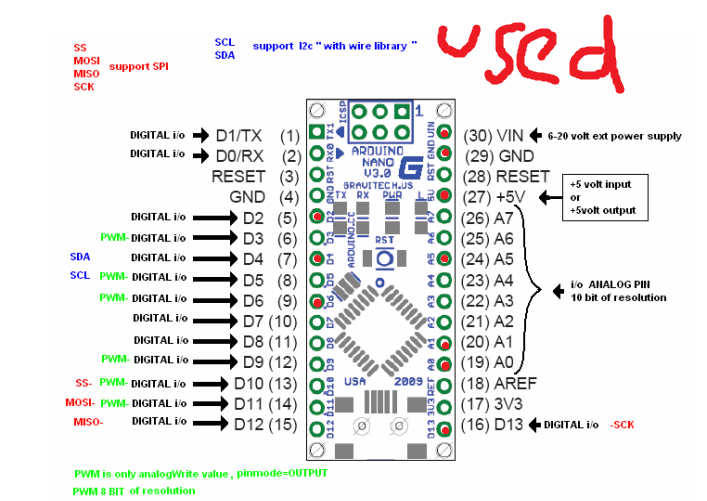 SS
MOSI
MISO
SCK
support SPI
SCL
SDA
support I2c " with wire library "
used
DIGITAL i/o D1/TX (1)
DIGITAL i/o D0/RX (2)
RESET (3)
GND (4)
DIGITAL i/o D2 (5)
PWM- DIGITAL i/o D3 (6)
SDA DIGITAL i/o D4 (7)
SCL PWM- DIGITAL i/o D5 (8)
PWM- DIGITAL i/o D6 (9)
DIGITAL i/o D7 (10)
DIGITAL i/o D8 (11)
PWM- DIGITAL i/o D9 (12)
SS- PWM- DIGITAL i/o D10 (13)
MOSI- PWM- DIGITAL i/o D11 (14)
MISO- DIGITAL i/o D12 (15)
ICSP
1
TX1
RX0
RST
GND
D2
D3
D4
D5
D6
D7
D8
D9
D10
D11
D12
ARDUINO
NANO
V3.0
G
GRAVITECH.US
TX RX PWR L
ARDUINO.CC
RST
USA 2009
VIN
GND
RST
5V
A7
A6
A5
A4
A3
A2
A1
A0
REF
3V3
D13
(30) VIN 6-20 volt ext power supply
(29) GND
(28) RESET
(27) +5V
+5 volt input
or
+5volt output
(26) A7
(25) A6
(24) A5
(23) A4
(22) A3
(21) A2
(20) A1
(19) A0
i/o ANALOG PIN
10 bit of resolution
(18) AREF
(17) 3V3
(16) D13 DIGITAL i/o -SCK
PWM is only analogWrite value , pinmode=OUTPUT
PWM 8 BIT of resolution